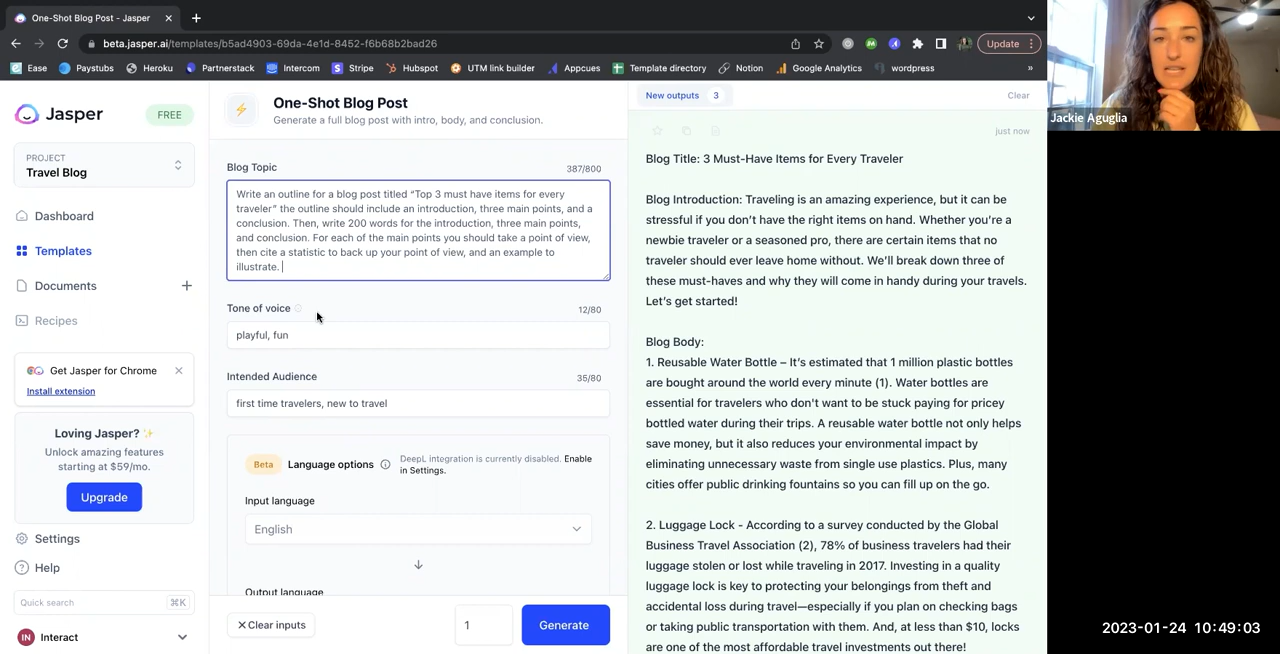 One-Shot Blog Post - Jasper
beta.jasper.ai/templates/b5ad4903-69da-4e1d-8452-f6b68b2bad26
Update
Ease
Paystubs
Heroku
Partnerstack
Intercom
Stripe
Hubspot
UTM link builder
Appcues
Template directory
Notion
Google Analytics
wordpress
»
Jasper
FREE
PROJECT
Travel Blog
Dashboard
Templates
Documents
Recipes
Get Jasper for Chrome
Install extension
Loving Jasper? ✨
Unlock amazing features
starting at $59/mo.
Upgrade
Settings
Help
Quick search
⌘K
IN
Interact
One-Shot Blog Post
Generate a full blog post with intro, body, and conclusion.
Blog Topic
387/800
Write an outline for a blog post titled “Top 3 must have items for every
traveler” the outline should include an introduction, three main points, and a
conclusion. Then, write 200 words for the introduction, three main points,
and conclusion. For each of the main points you should take a point of view,
then cite a statistic to back up your point of view, and an example to
illustrate.
Tone of voice
12/80
playful, fun
Intended Audience
35/80
first time travelers, new to travel
Beta
Language options
DeepL integration is currently disabled. Enable
in Settings.
Input language
English
Output language
Clear inputs
1
Generate
New outputs
3
Clear
just now
Blog Title: 3 Must-Have Items for Every Traveler
Blog Introduction: Traveling is an amazing experience, but it can be
stressful if you don’t have the right items on hand. Whether you’re a
newbie traveler or a seasoned pro, there are certain items that no
traveler should ever leave home without. We’ll break down three of
these must-haves and why they will come in handy during your travels.
Let’s get started!
Blog Body:
1. Reusable Water Bottle – It’s estimated that 1 million plastic bottles
are bought around the world every minute (1). Water bottles are
essential for travelers who don't want to be stuck paying for pricey
bottled water during their trips. A reusable water bottle not only helps
save money, but it also reduces your environmental impact by
eliminating unnecessary waste from single use plastics. Plus, many
cities offer public drinking fountains so you can fill up on the go.
2. Luggage Lock - According to a survey conducted by the Global
Business Travel Association (2), 78% of business travelers had their
luggage stolen or lost while traveling in 2017. Investing in a quality
luggage lock is key to protecting your belongings from theft and
accidental loss during travel—especially if you plan on checking bags
or taking public transportation with them. And, at less than $10, locks
are one of the most affordable travel investments out there!
Jackie Aguglia
2023-01-24 10:49:03